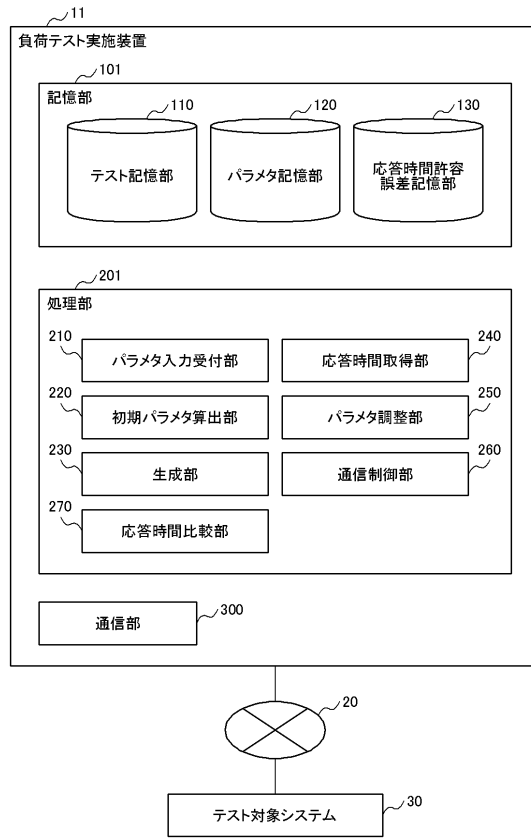 11
負荷テスト実施装置
101
記憶部
110
120
130
テスト記憶部
パラメタ記憶部
応答時間許容
誤差記憶部
201
処理部
210
パラメタ入力受付部
応答時間取得部
240
220
初期パラメタ算出部
パラメタ調整部
250
230
生成部
通信制御部
260
270
応答時間比較部
通信部
300
20
テスト対象システム
30